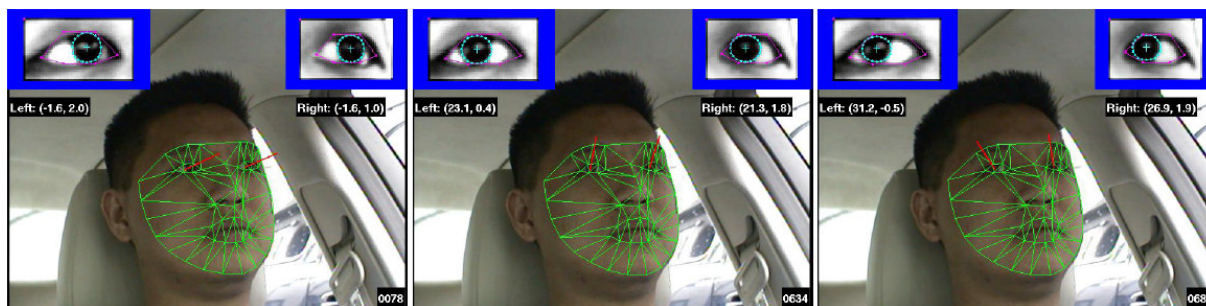 Left: (-1.6, 2.0)
Right: (-1.6, 1.0)
0078
Left: (23.1, 0.4)
Right: (21.3, 1.8)
0634
Left: (31.2, -0.5)
Right: (26.9, 1.9)
068